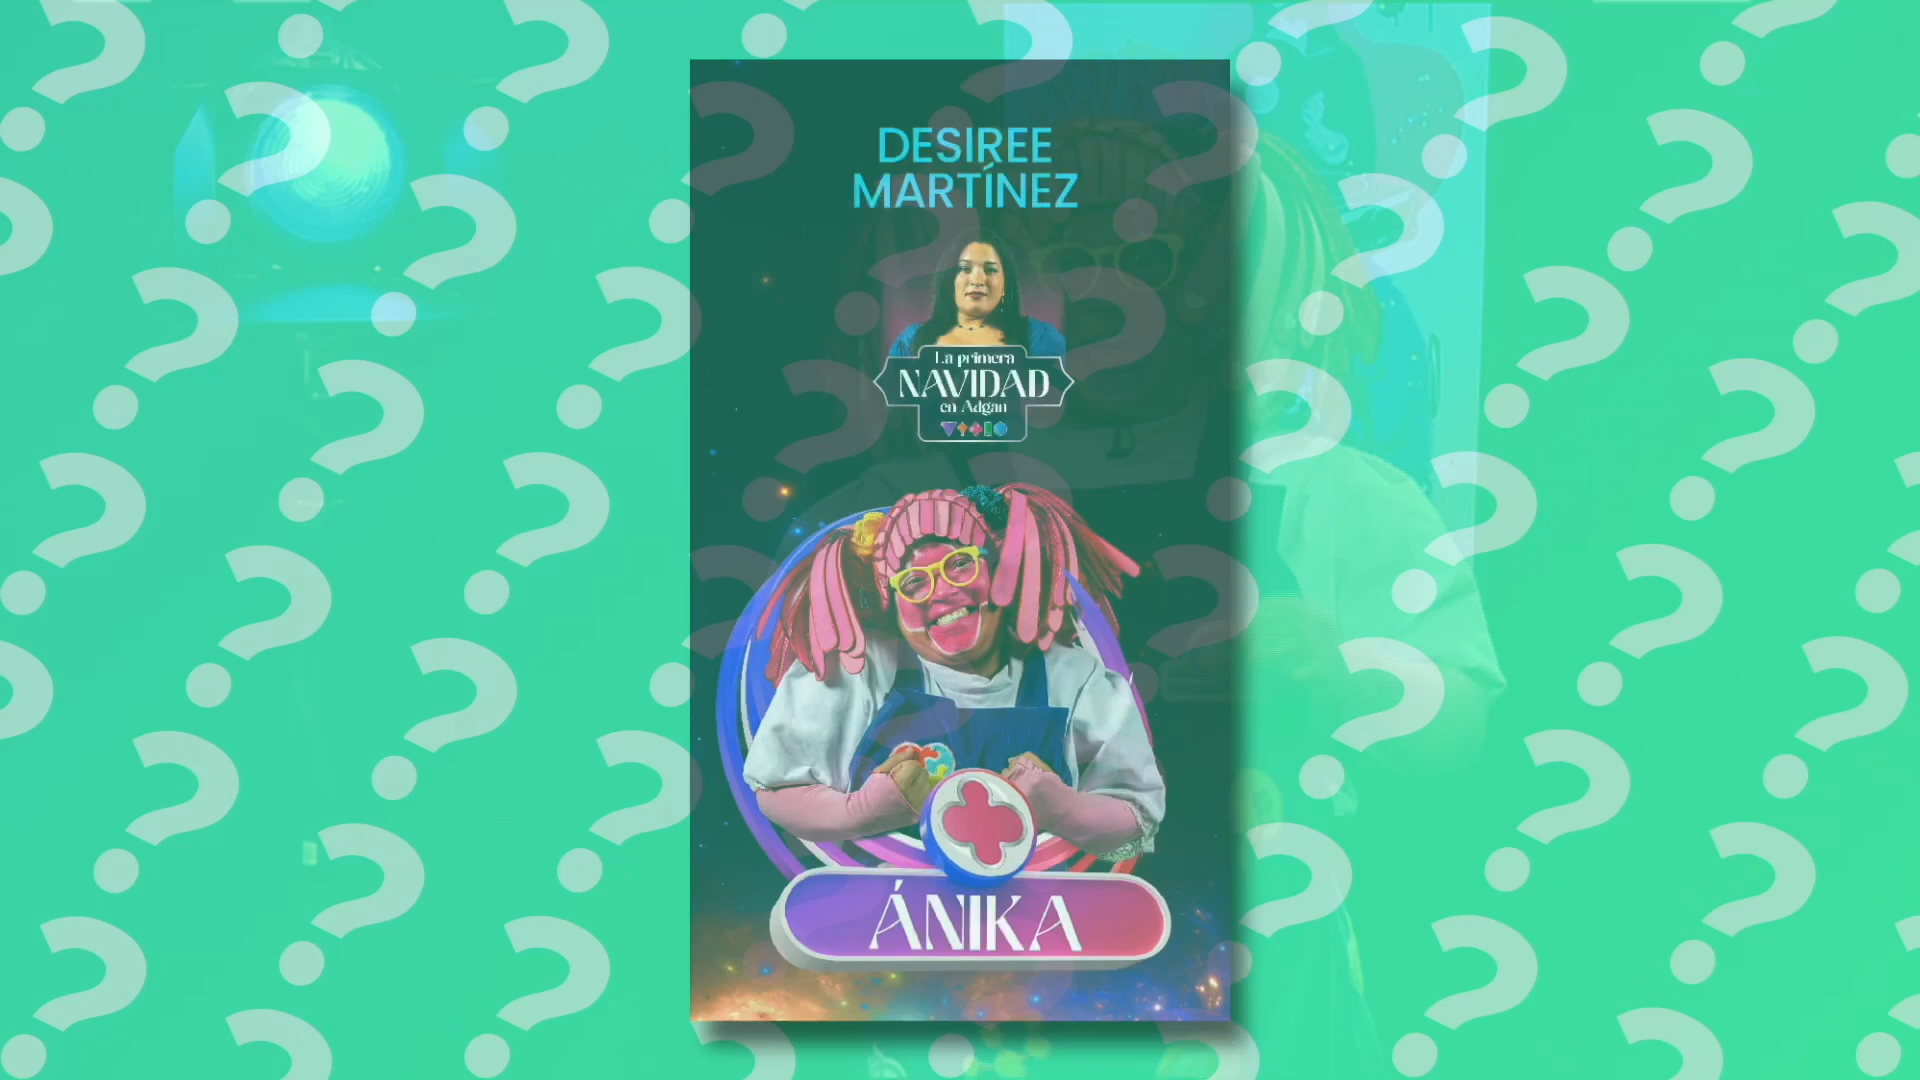 DESIREE
MARTÍNEZ
La primera
NAVIDAD
en Adgan
ÁNIKA